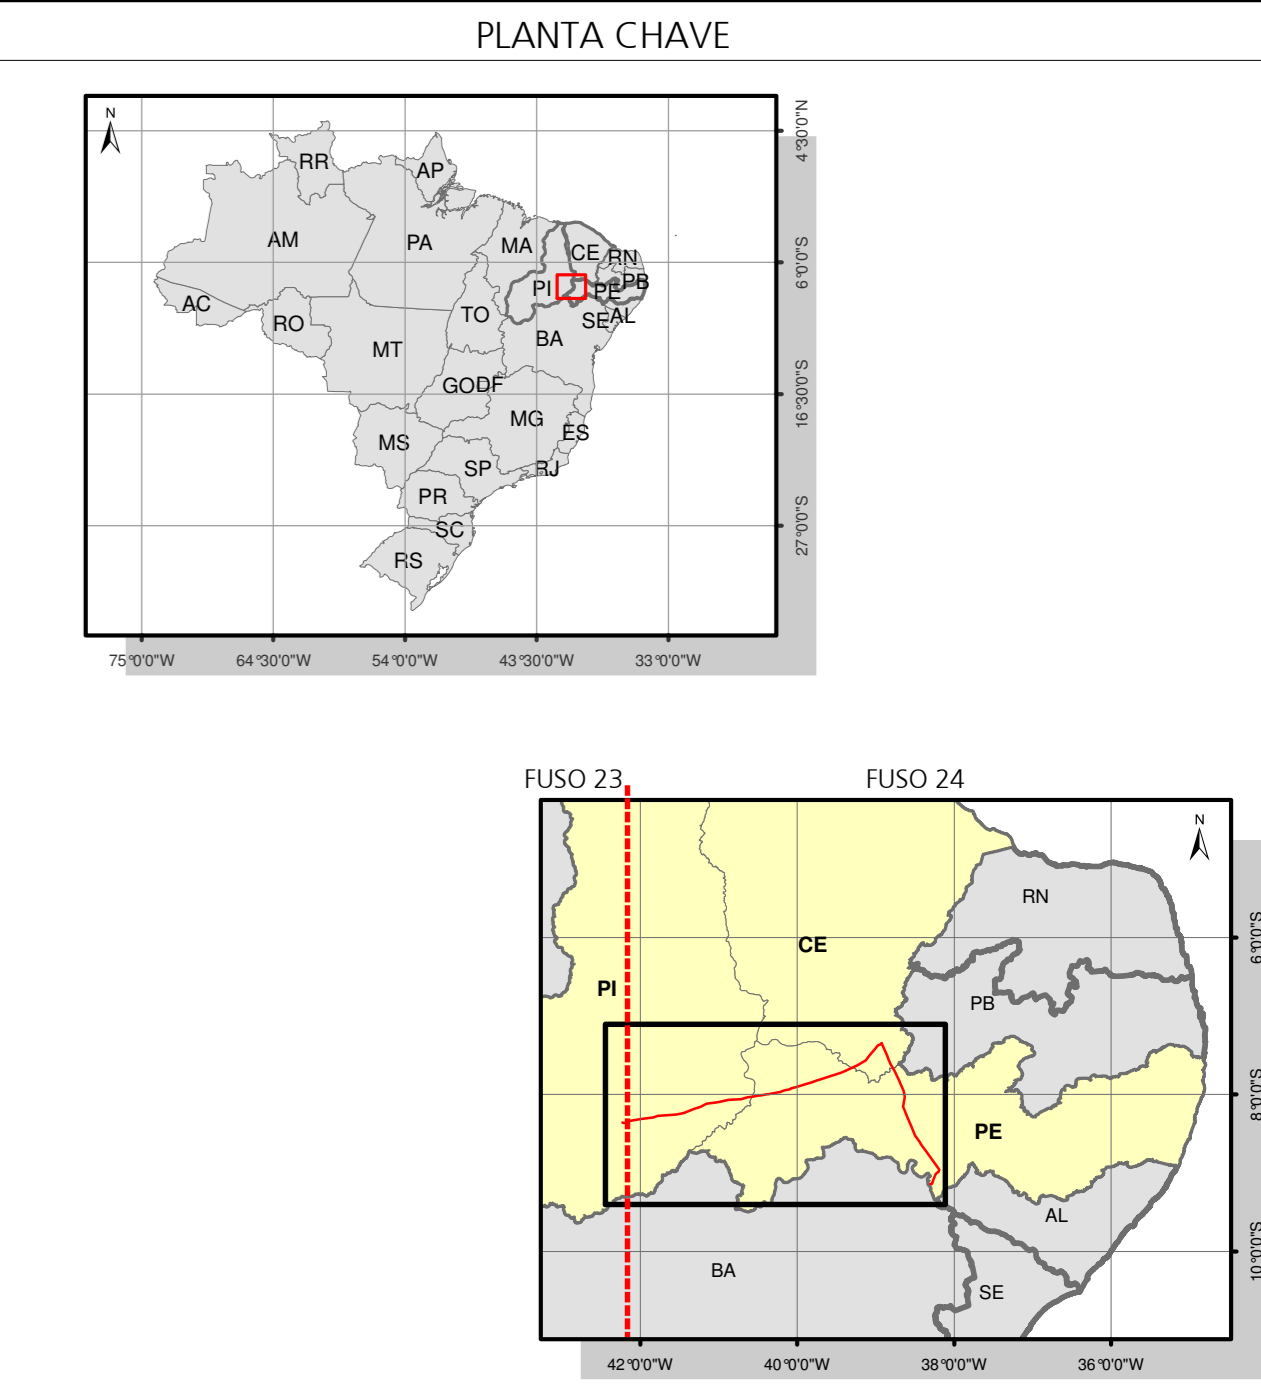 PLANTA CHAVE
N
4°30'0"N
RR
AP
AM
PA
MA
CE
RN
6°0'0"S
PI
PB
PE
AC
RO
TO
SE
AL
BA
MT
GO
DF
16°30'0"S
MG
ES
MS
SP
RJ
PR
SC
27°0'0"S
RS
75°0'0"W
64°30'0"W
54°0'0"W
43°30'0"W
33°0'0"W
FUSO 23
FUSO 24
N
RN
6°0'0"S
CE
PI
PB
8°0'0"S
PE
AL
10°0'0"S
BA
SE
42°0'0"W
40°0'0"W
38°0'0"W
36°0'0"W